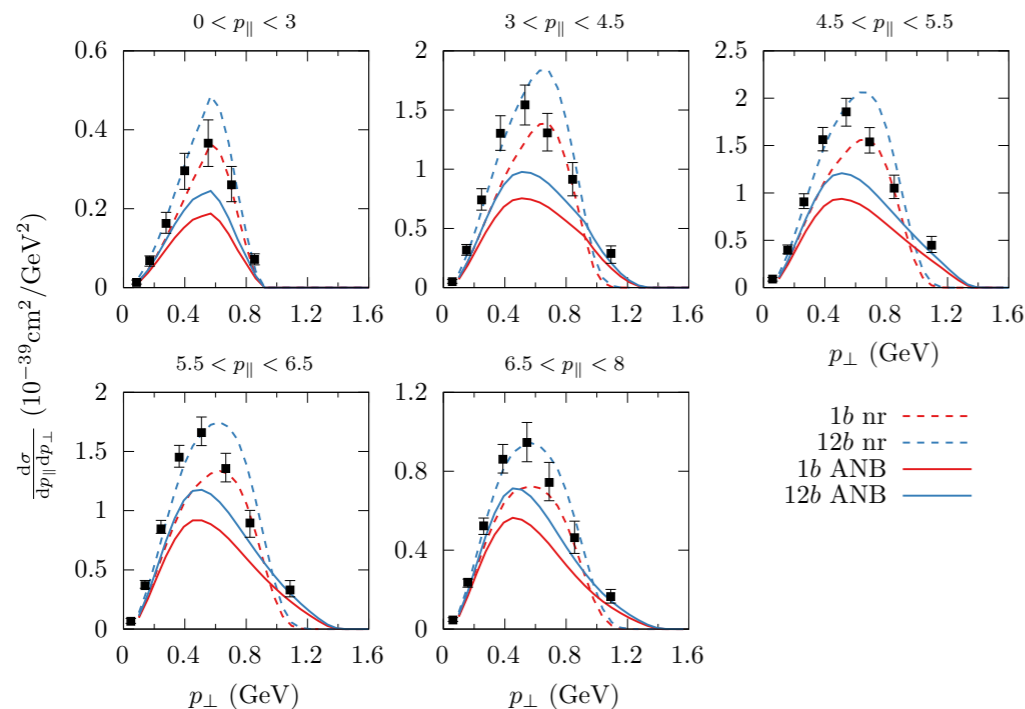 0 < p∥ < 3
3 < p∥ < 4.5
4.5 < p∥ < 5.5
0.6
0.4
0.2
0
0 0.4 0.8 1.2 1.6
2
1.5
1
0.5
0
0 0.4 0.8 1.2 1.6
2.5
2
1.5
1
0.5
0
0 0.4 0.8 1.2 1.6
p⊥ (GeV)
dσ/dp∥dp⊥ (10⁻³⁹cm²/GeV²)
5.5 < p∥ < 6.5
6.5 < p∥ < 8
2
1.5
1
0.5
0
0 0.4 0.8 1.2 1.6
p⊥ (GeV)
1.2
0.8
0.4
0
0 0.4 0.8 1.2 1.6
p⊥ (GeV)
1b nr
12b nr
1b ANB
12b ANB